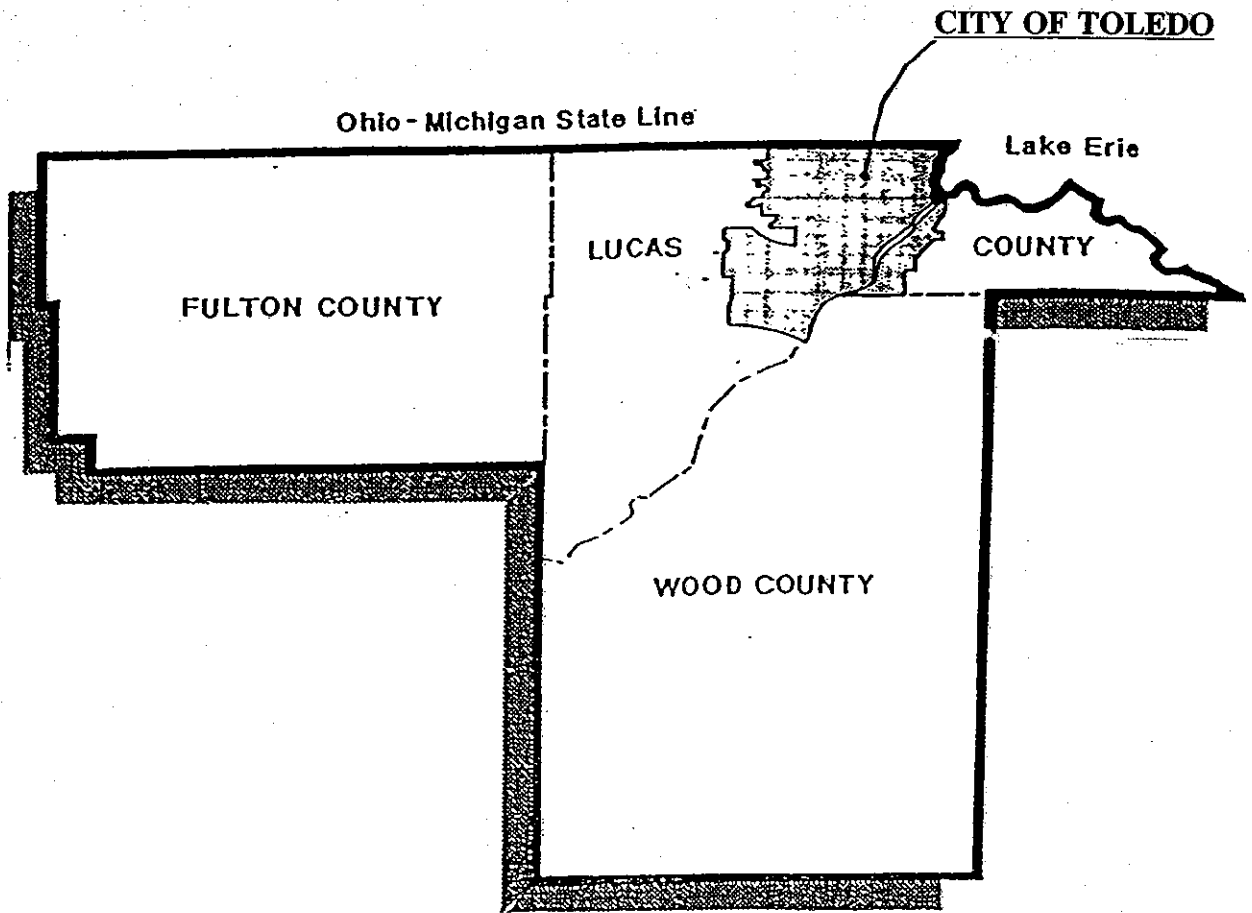 CITY OF TOLEDO
Ohio-Michigan State Line
Lake Erie
LUCAS COUNTY
FULTON COUNTY
WOOD COUNTY